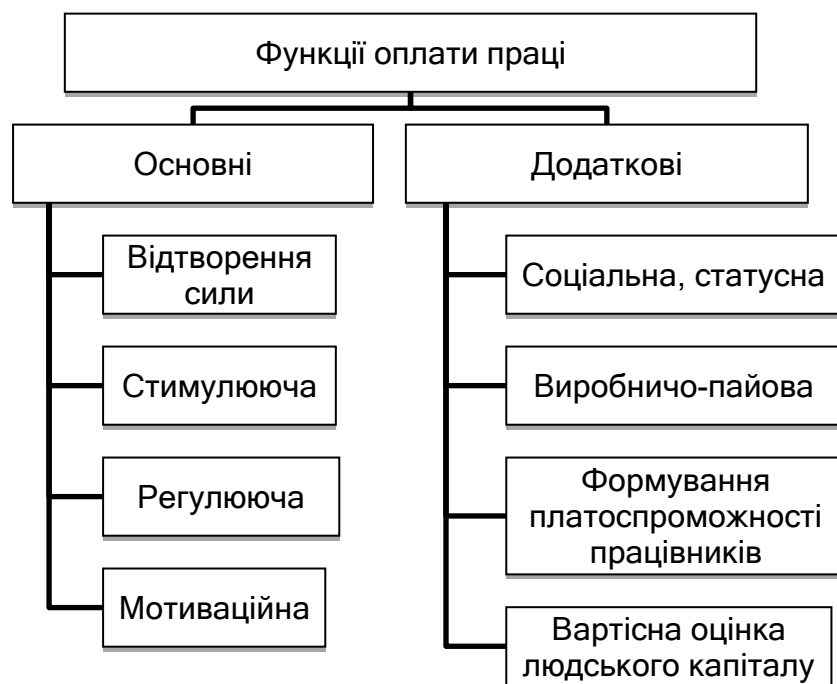 Функції оплати праці
Основні
Додаткові
Відтворення
сили
Стимулююча
Регулююча
Мотиваційна
Соціальна, статусна
Виробничо-пайова
Формування
платоспроможності
працівників
Вартісна оцінка
людського капіталу